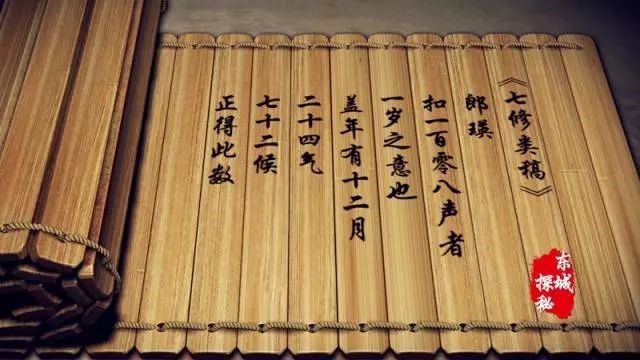 《七修类稿》
郎瑛
扣一百零八声者
一岁之意也
盖年有十二月
二十四气
七十二候
正得此数
东城
探秘